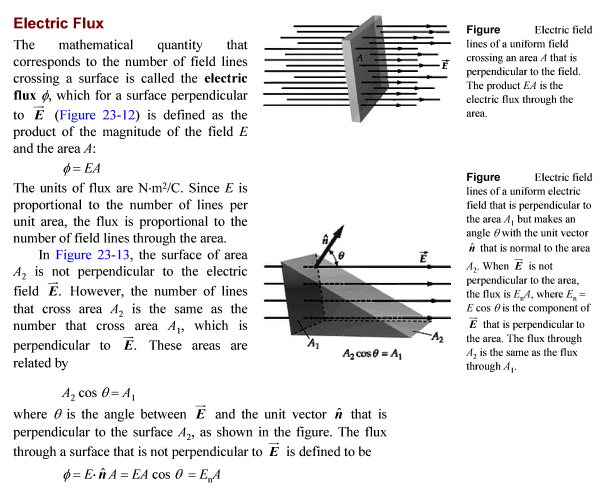 Electric Flux
The mathematical quantity that
corresponds to the number of field lines
crossing a surface is called the electric
flux ϕ, which for a surface perpendicular
to E⃗ (Figure 23-12) is defined as the
product of the magnitude of the field E
and the area A:
ϕ = EA
The units of flux are N·m²/C. Since E is
proportional to the number of lines per
unit area, the flux is proportional to the
number of field lines through the area.
In Figure 23-13, the surface of area
A₂ is not perpendicular to the electric
field E⃗. However, the number of lines
that cross area A₂ is the same as the
number that cross area A₁, which is
perpendicular to E⃗. These areas are
related by
A₂ cos θ = A₁
where θ is the angle between E⃗ and the unit vector n̂ that is
perpendicular to the surface A₂, as shown in the figure. The flux
through a surface that is not perpendicular to E⃗ is defined to be
ϕ = E· n̂ A = EA cos θ = EₙA
A
E⃗
Figure Electric field
lines of a uniform field
crossing an area A that is
perpendicular to the field.
The product EA is the
electric flux through the
area.
n̂
θ
E⃗
A₁
A₂
A₂ cos θ = A₁
Figure Electric field
lines of a uniform electric
field that is perpendicular to
the area A₁ but makes an
angle θ with the unit vector
n̂ that is normal to the area
A₂. When E⃗ is not
perpendicular to the area,
the flux is EₙA, where Eₙ =
E cos θ is the component of
E⃗ that is perpendicular to
the area. The flux through
A₂ is the same as the flux
through A₁.